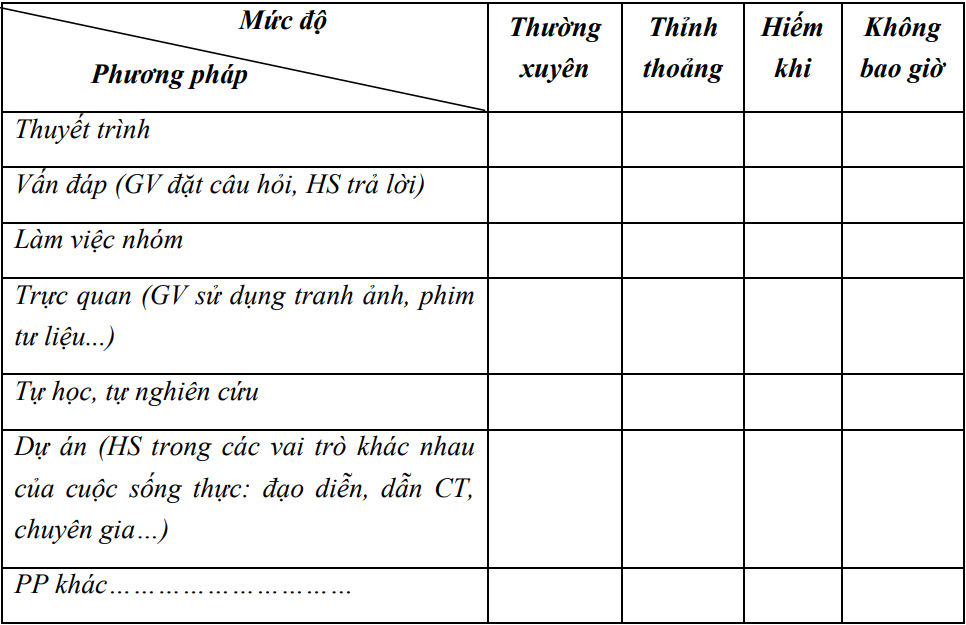 Mức độ
Phương pháp
Thường xuyên
Thỉnh thoảng
Hiếm khi
Không bao giờ
Thuyết trình
Vấn đáp (GV đặt câu hỏi, HS trả lời)
Làm việc nhóm
Trực quan (GV sử dụng tranh ảnh, phim
tư liệu...)
Tự học, tự nghiên cứu
Dự án (HS trong các vai trò khác nhau
của cuộc sống thực: đạo diễn, dẫn CT,
chuyên gia…)
PP khác…………………………